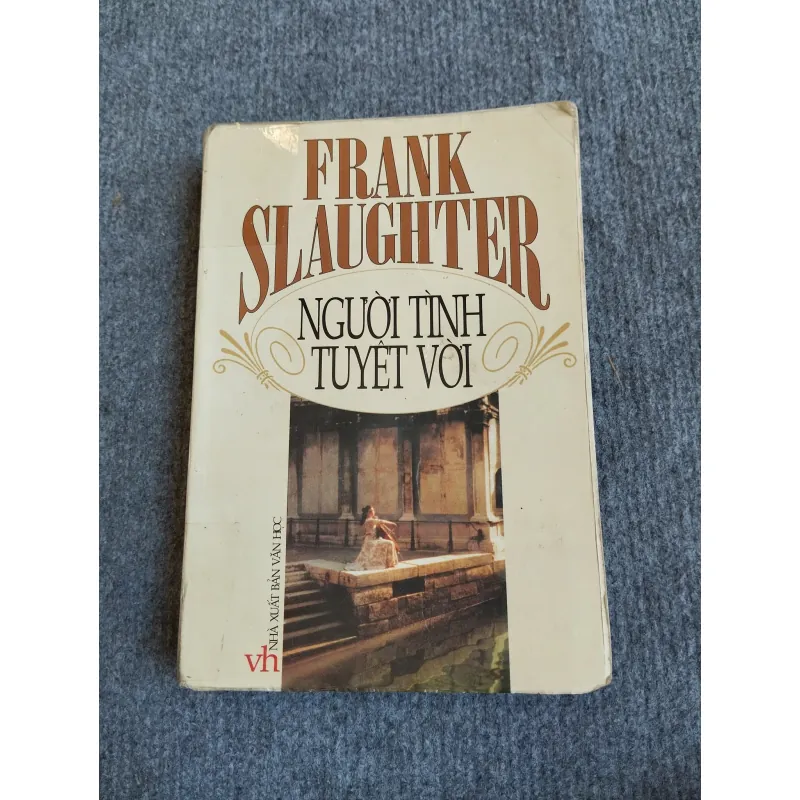 FRANK
SLAUGHTER
NGƯỜI TÌNH
TUYỆT VỜI
vh NHÀ XUẤT BẢN VĂN HỌC